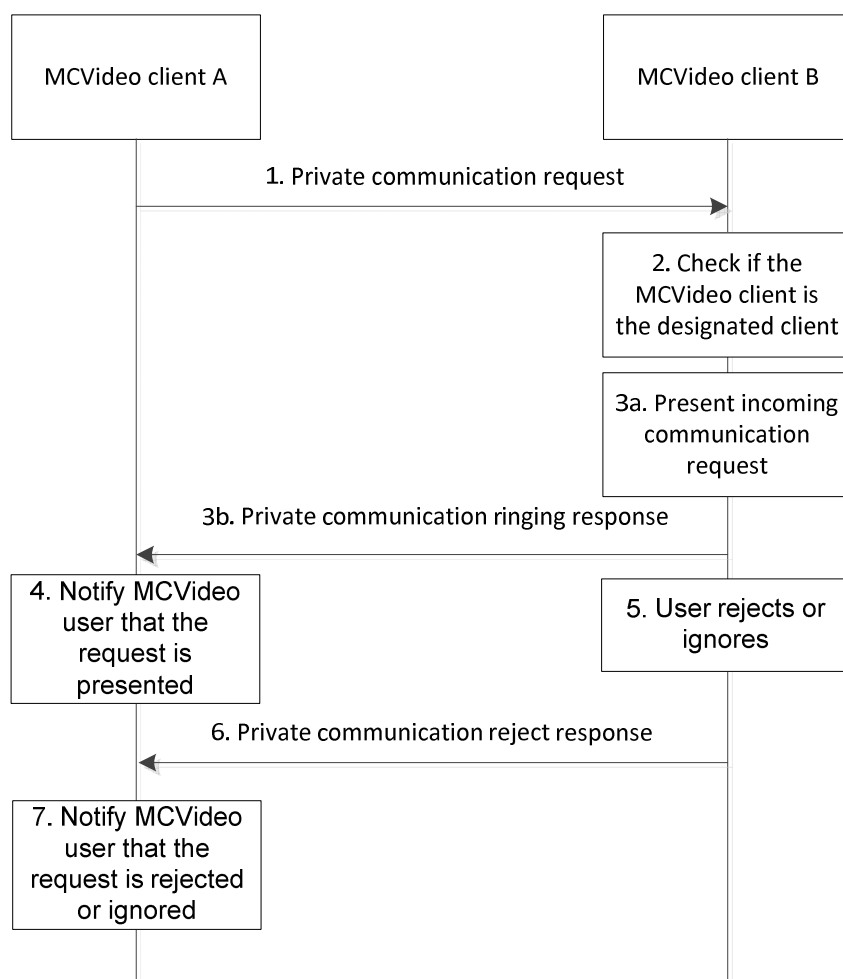 MCVideo client A
MCVideo client B
1. Private communication request
2. Check if the
MCVideo client is
the designated client
3a. Present incoming
communication
request
3b. Private communication ringing response
4. Notify MCVideo
user that the
request is
presented
5. User rejects or
ignores
6. Private communication reject response
7. Notify MCVideo
user that the
request is rejected
or ignored